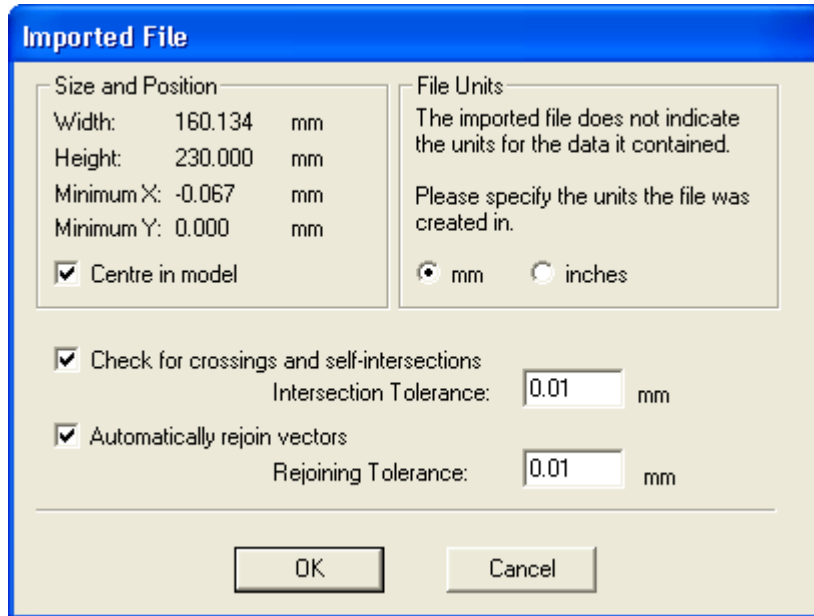 Imported File
Size and Position
Width: 160.134 mm
Height: 230.000 mm
Minimum X: -0.067 mm
Minimum Y: 0.000 mm
Centre in model
File Units
The imported file does not indicate
the units for the data it contained.
Please specify the units the file was
created in.
mm inches
Check for crossings and self-intersections
Intersection Tolerance: 0.01 mm
Automatically rejoin vectors
Rejoining Tolerance: 0.01 mm
OK Cancel